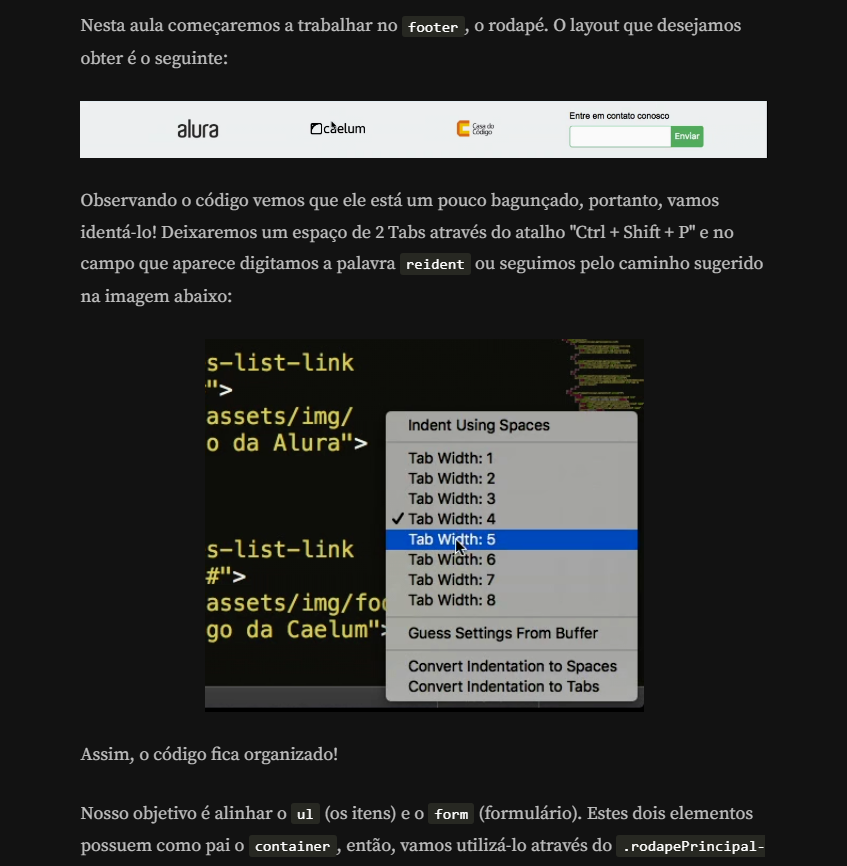 Nesta aula começaremos a trabalhar no footer, o rodapé. O layout que desejamos
obter é o seguinte:
alura
caelum
Casa do
Código
Entre em contato conosco
Enviar
Observando o código vemos que ele está um pouco bagunçado, portanto, vamos
identá-lo! Deixaremos um espaço de 2 Tabs através do atalho "Ctrl + Shift + P" e no
campo que aparece digitamos a palavra reident ou seguimos pelo caminho sugerido
na imagem abaixo:
s-list-link
">
assets/img/
o da Alura">
s-list-link
#">
assets/img/foo
go da Caelum">
Indent Using Spaces
Tab Width: 1
Tab Width: 2
Tab Width: 3
✓ Tab Width: 4
Tab Width: 5
Tab Width: 6
Tab Width: 7
Tab Width: 8
Guess Settings From Buffer
Convert Indentation to Spaces
Convert Indentation to Tabs
Assim, o código fica organizado!
Nosso objetivo é alinhar o ul (os itens) e o form (formulário). Estes dois elementos
possuem como pai o container, então, vamos utilizá-lo através do .rodapePrincipal-